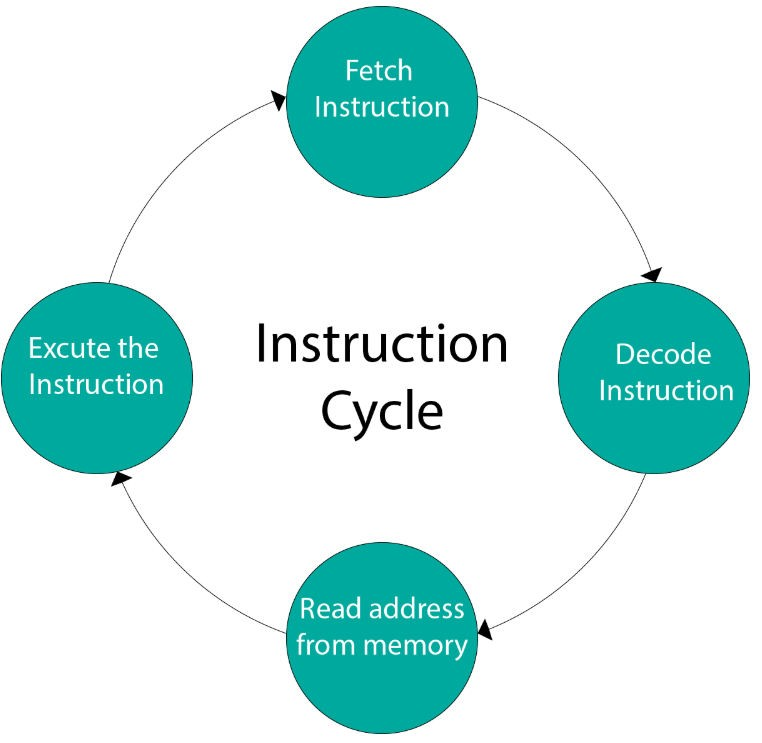 Fetch
Instruction
Excute the
Instruction
Instruction
Cycle
Decode
Instruction
Read address
from memory